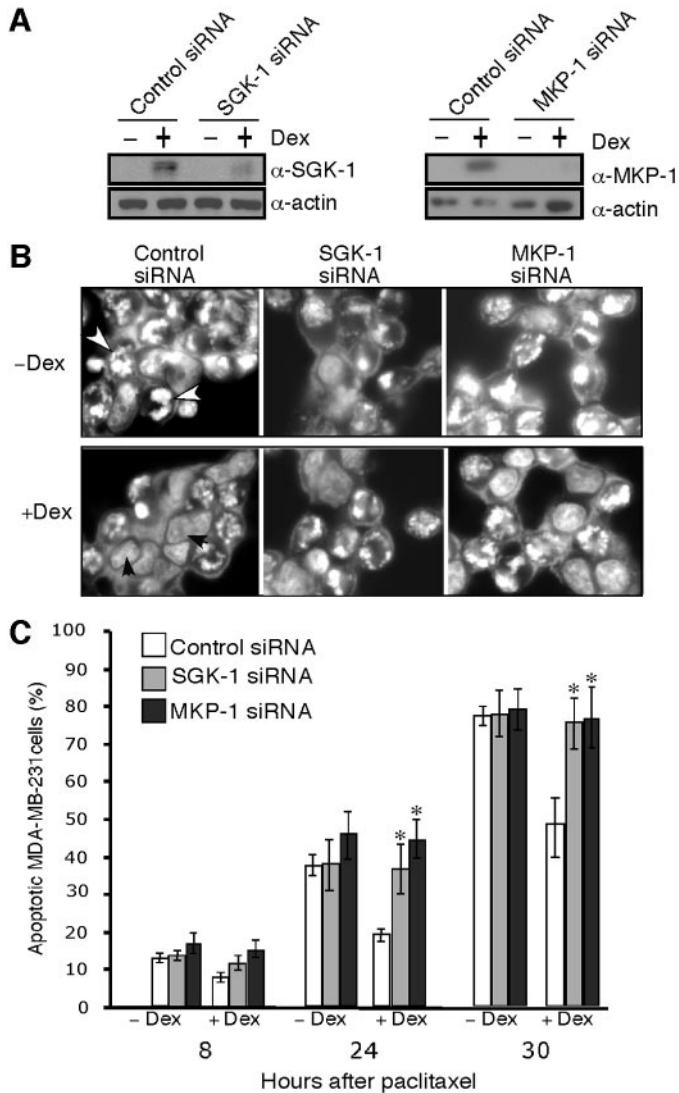 A
Control siRNA
SGK-1 siRNA
– + – + Dex
α-SGK-1
α-actin
Control siRNA
MKP-1 siRNA
– + – + Dex
α-MKP-1
α-actin
B
Control siRNA
SGK-1 siRNA
MKP-1 siRNA
–Dex
+Dex
C
Apoptotic MDA-MB-231cells (%)
100
90
80
70
60
50
40
30
20
10
0
Control siRNA
SGK-1 siRNA
MKP-1 siRNA
* *
* *
– Dex + Dex – Dex + Dex – Dex + Dex
8 24 30
Hours after paclitaxel